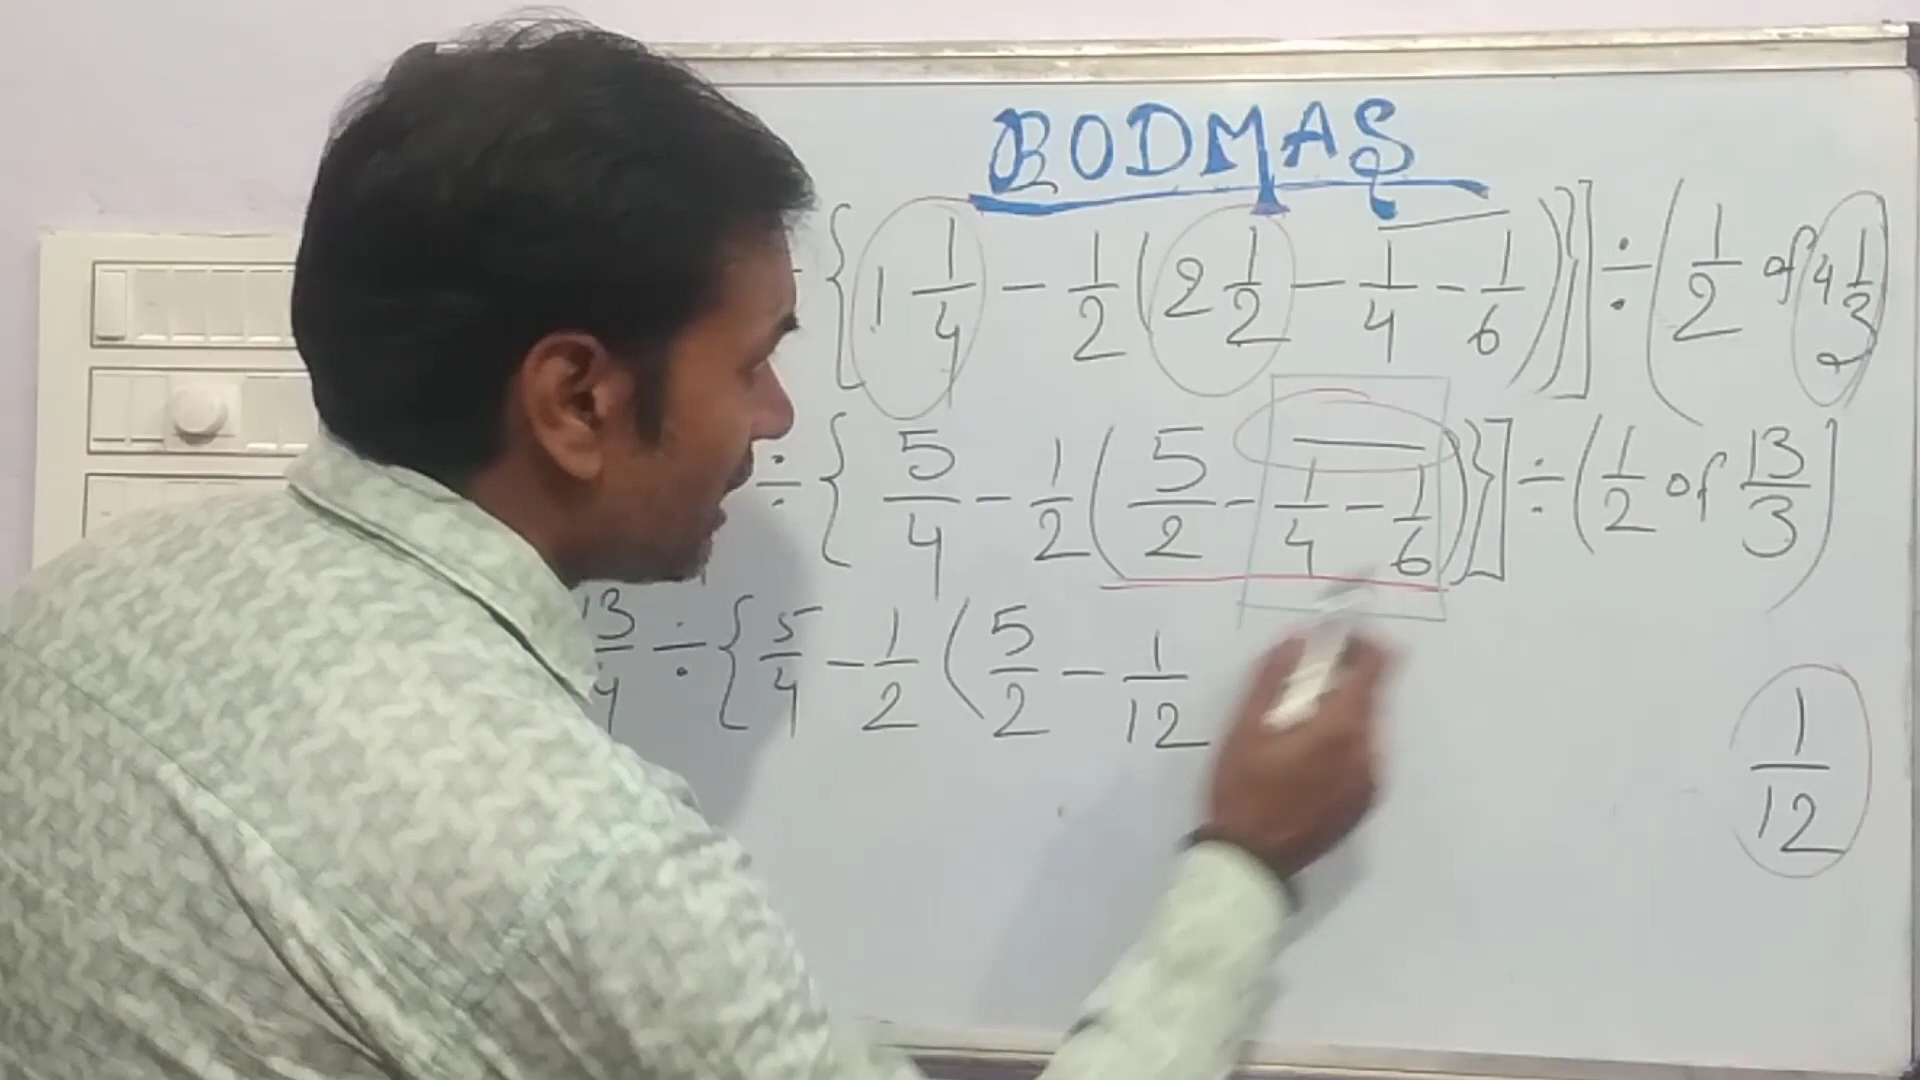 BODMAS
{1 1/4 - 1/2 (2 1/2 - 1/4 - 1/6)}] ÷ (1/2 of 4 1/3
÷ { 5/4 - 1/2 ( 5/2 - 1/4 - 1/6 )}] ÷ ( 1/2 of 13/3 )
13/4 ÷ { 5/4 - 1/2 ( 5/2 - 1/12
1/12